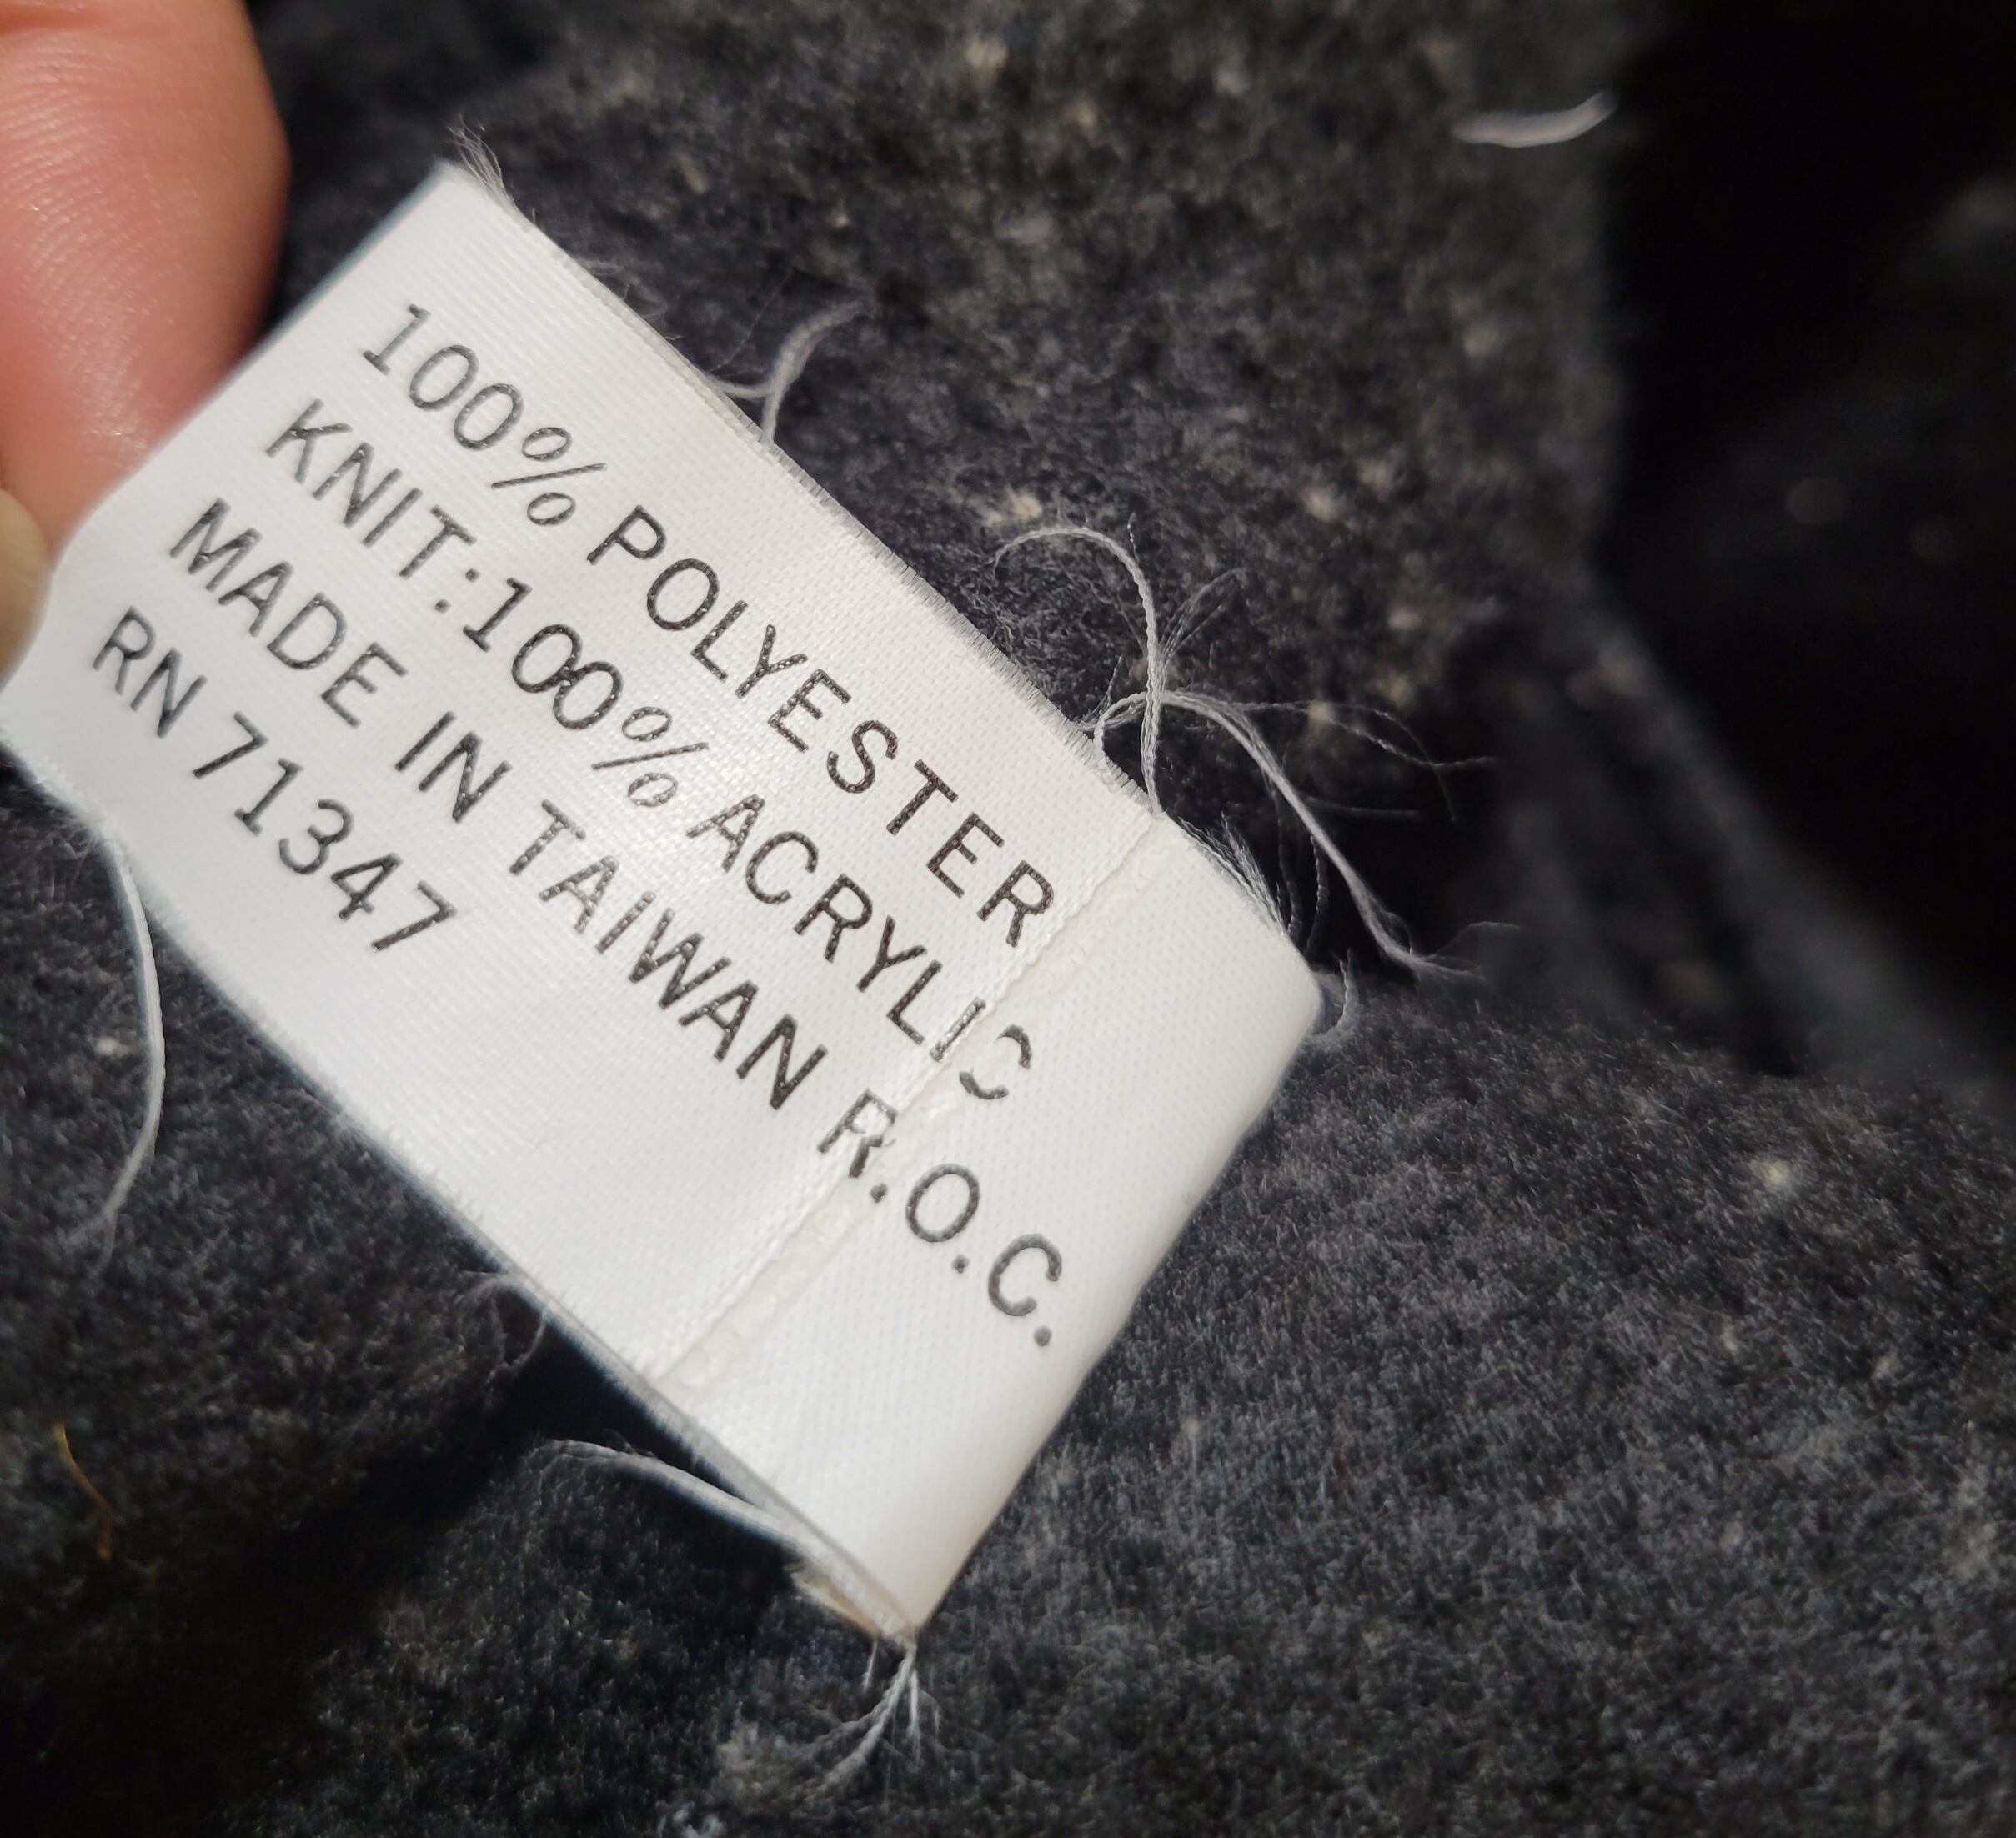 100% POLYESTER
KNIT:100% ACRYLIC
MADE IN TAIWAN R.O.C.
RN 71347